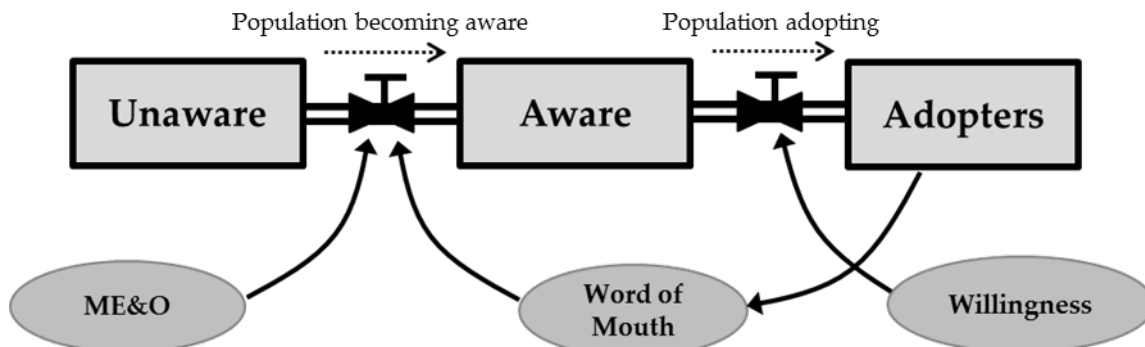 Population becoming aware
Population adopting
Unaware
Aware
Adopters
ME&O
Word of
Mouth
Willingness